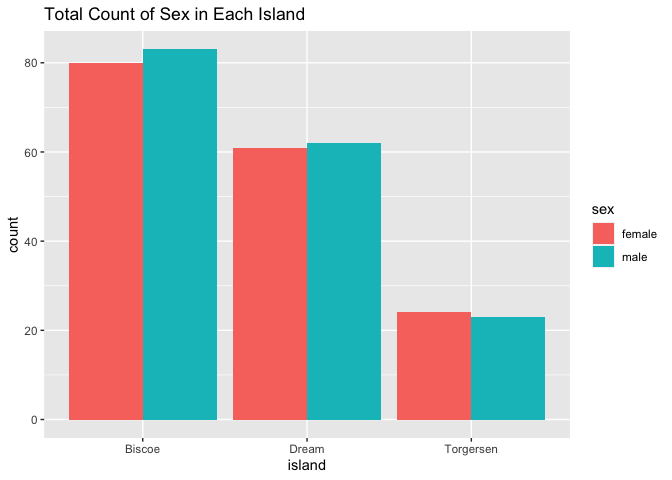 Total Count of Sex in Each Island
count
80
60
40
20
0
Biscoe
Dream
Torgersen
island
sex
female
male